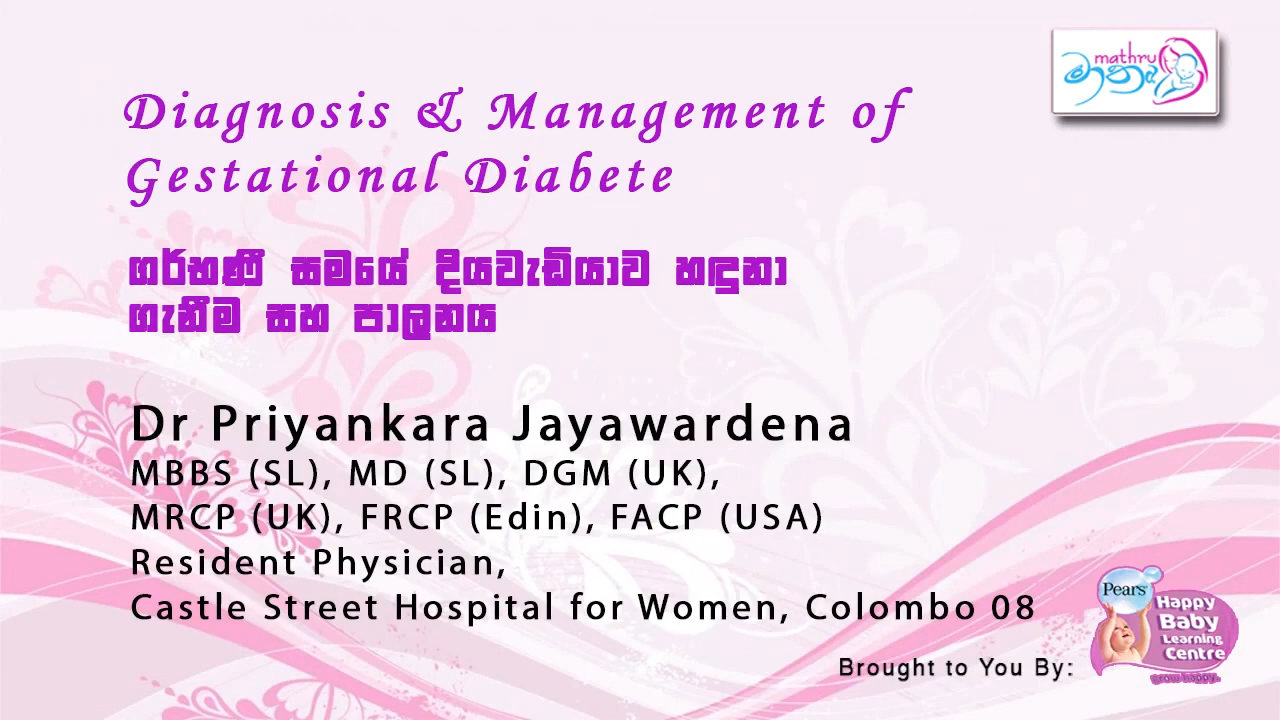 mathru
මාතෘ
Diagnosis & Management of
Gestational Diabete
ගර්භණී සමයේ දියවැඩියාව හඳුනා
ගැනීම සහ පාලනය
Dr Priyankara Jayawardena
MBBS (SL), MD (SL), DGM (UK),
MRCP (UK), FRCP (Edin), FACP (USA)
Resident Physician,
Castle Street Hospital for Women, Colombo 08
Brought to You By:
Pears
Happy
Baby
Learning
Centre
grow happy.